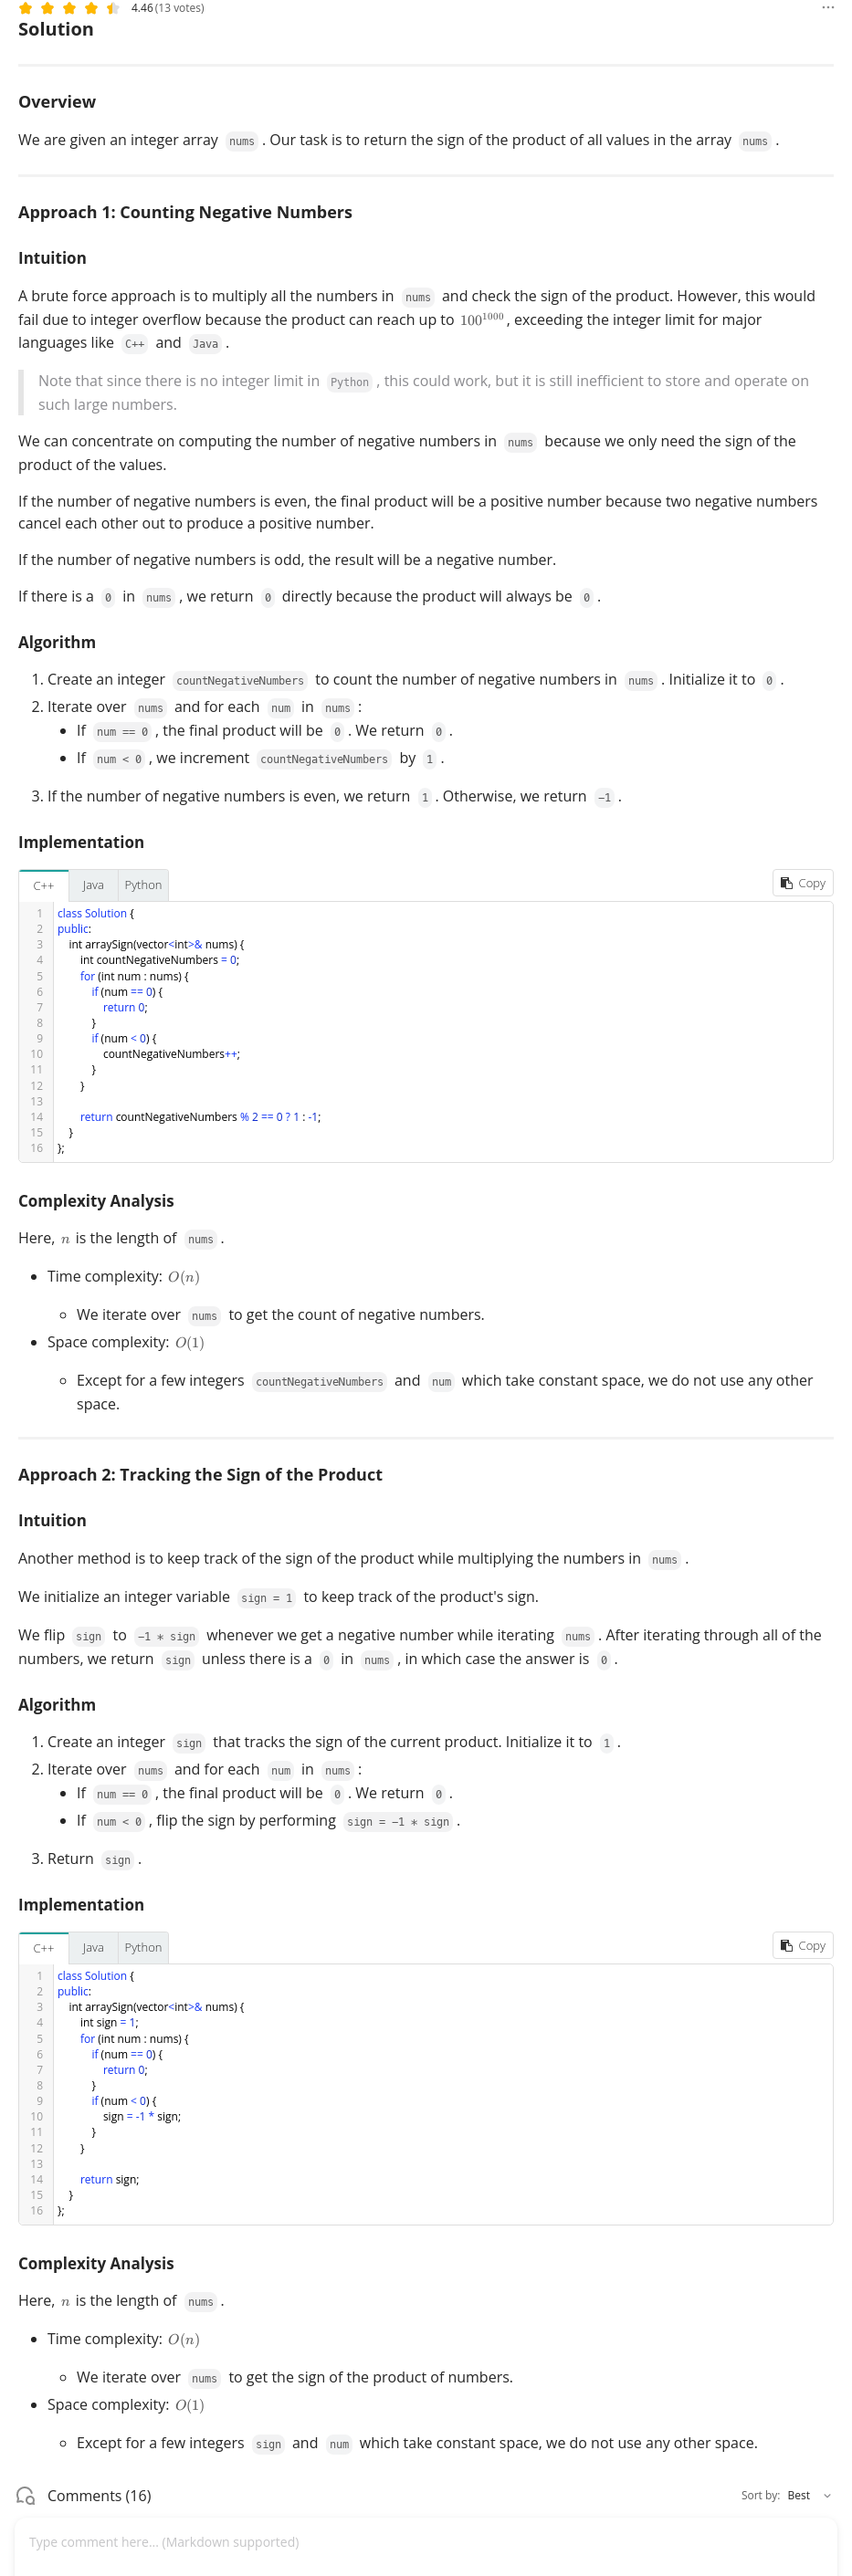 4.46 (13 votes)
Solution
Overview
We are given an integer array nums . Our task is to return the sign of the product of all values in the array nums .
Approach 1: Counting Negative Numbers
Intuition
A brute force approach is to multiply all the numbers in nums and check the sign of the product. However, this would
fail due to integer overflow because the product can reach up to 100^1000 , exceeding the integer limit for major
languages like C++ and Java .
Note that since there is no integer limit in Python , this could work, but it is still inefficient to store and operate on
such large numbers.
We can concentrate on computing the number of negative numbers in nums because we only need the sign of the
product of the values.
If the number of negative numbers is even, the final product will be a positive number because two negative numbers
cancel each other out to produce a positive number.
If the number of negative numbers is odd, the result will be a negative number.
If there is a 0 in nums , we return 0 directly because the product will always be 0 .
Algorithm
1. Create an integer countNegativeNumbers to count the number of negative numbers in nums . Initialize it to 0 .
2. Iterate over nums and for each num in nums :
• If num == 0 , the final product will be 0 . We return 0 .
• If num < 0 , we increment countNegativeNumbers by 1 .
3. If the number of negative numbers is even, we return 1 . Otherwise, we return -1 .
Implementation
C++ Java Python Copy
1 class Solution {
2 public:
3 int arraySign(vector<int>& nums) {
4 int countNegativeNumbers = 0;
5 for (int num : nums) {
6 if (num == 0) {
7 return 0;
8 }
9 if (num < 0) {
10 countNegativeNumbers++;
11 }
12 }
13
14 return countNegativeNumbers % 2 == 0 ? 1 : -1;
15 }
16 };
Complexity Analysis
Here, n is the length of nums .
• Time complexity: O(n)
◦ We iterate over nums to get the count of negative numbers.
• Space complexity: O(1)
◦ Except for a few integers countNegativeNumbers and num which take constant space, we do not use any other
space.
Approach 2: Tracking the Sign of the Product
Intuition
Another method is to keep track of the sign of the product while multiplying the numbers in nums .
We initialize an integer variable sign = 1 to keep track of the product's sign.
We flip sign to -1 * sign whenever we get a negative number while iterating nums . After iterating through all of the
numbers, we return sign unless there is a 0 in nums , in which case the answer is 0 .
Algorithm
1. Create an integer sign that tracks the sign of the current product. Initialize it to 1 .
2. Iterate over nums and for each num in nums :
• If num == 0 , the final product will be 0 . We return 0 .
• If num < 0 , flip the sign by performing sign = -1 * sign .
3. Return sign .
Implementation
C++ Java Python Copy
1 class Solution {
2 public:
3 int arraySign(vector<int>& nums) {
4 int sign = 1;
5 for (int num : nums) {
6 if (num == 0) {
7 return 0;
8 }
9 if (num < 0) {
10 sign = -1 * sign;
11 }
12 }
13
14 return sign;
15 }
16 };
Complexity Analysis
Here, n is the length of nums .
• Time complexity: O(n)
◦ We iterate over nums to get the sign of the product of numbers.
• Space complexity: O(1)
◦ Except for a few integers sign and num which take constant space, we do not use any other space.
Comments (16) Sort by: Best
Type comment here... (Markdown supported)